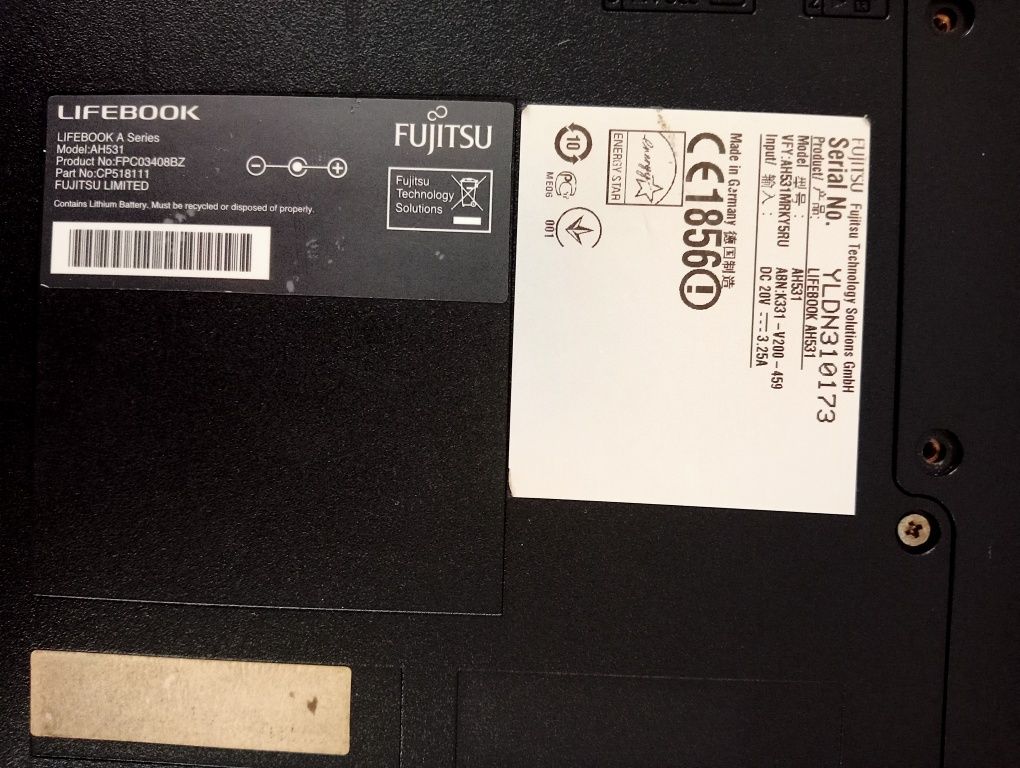 LIFEBOOK
LIFEBOOK A Series
Model:AH531
Product No:FPC03408BZ
Part No:CP518111
FUJITSU LIMITED
Contains Lithium Battery. Must be recycled or disposed of properly.
FUJITSU
Fujitsu
Technology
Solutions
FUJITSU Fujitsu Technology Solutions GmbH
Serial No. YLDN310173
Product/ 产品: LIFEBOOK AH531
Model 型号: AH531
VFY:AH531MRKY5RU ABN:K331-V200-459
Input/ 输入: DC 20V 3.25A
Made in Germany 德国制造
CE1856
energy
ENERGY STAR
10
ME06
001